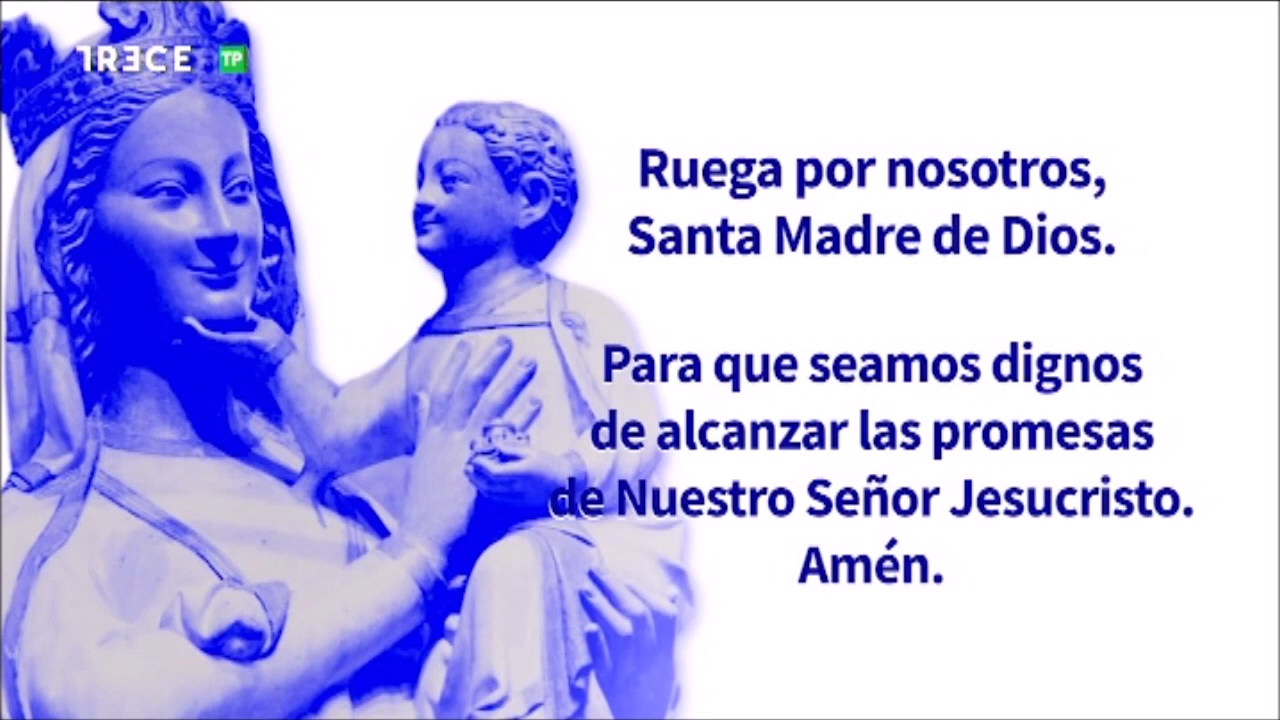 TRECE TP
Ruega por nosotros,
Santa Madre de Dios.
Para que seamos dignos
de alcanzar las promesas
de Nuestro Señor Jesucristo.
Amén.